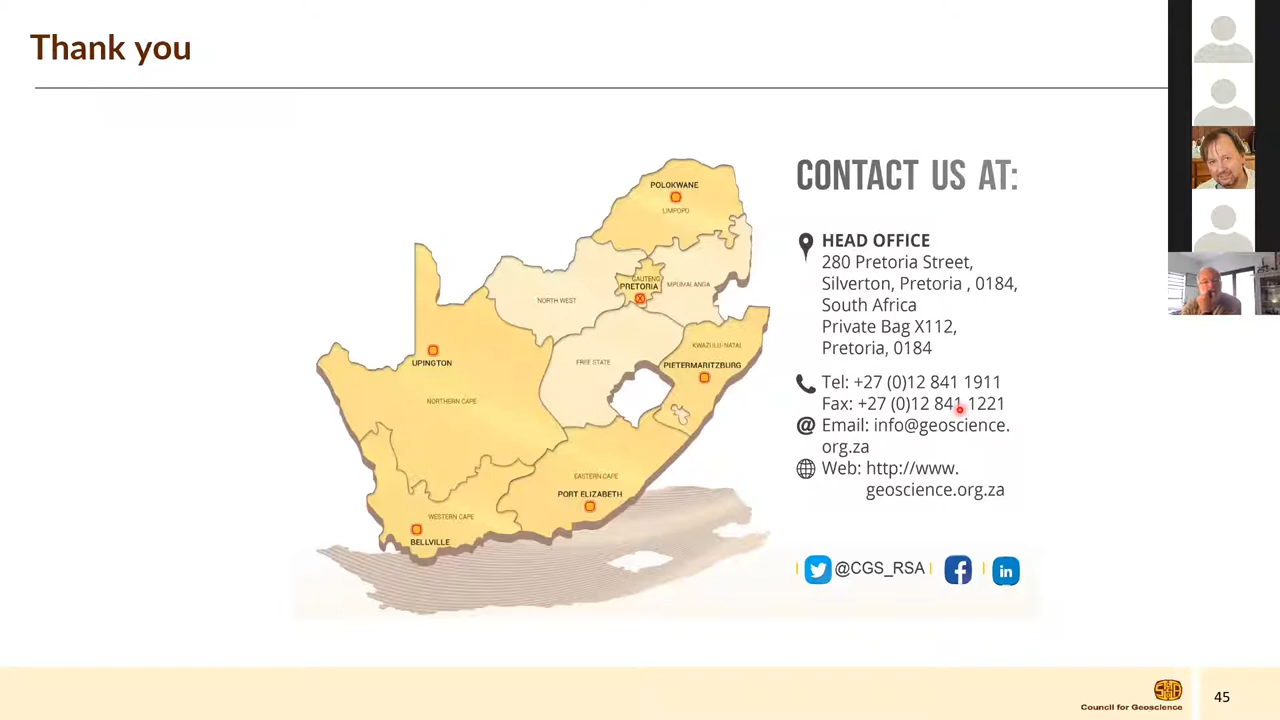 Thank you
CONTACT US AT:
HEAD OFFICE
280 Pretoria Street,
Silverton, Pretoria , 0184,
South Africa
Private Bag X112,
Pretoria, 0184
Tel: +27 (0)12 841 1911
Fax: +27 (0)12 841 1221
@ Email: info@geoscience.
org.za
Web: http://www.
geoscience.org.za
@CGS_RSA
f
in
POLOKWANE
LIMPOPO
GAUTENG
PRETORIA
MPUMALANGA
NORTH WEST
KWAZULU-NATAL
PIETERMARITZBURG
FREE STATE
UPINGTON
NORTHERN CAPE
EASTERN CAPE
PORT ELIZABETH
WESTERN CAPE
BELLVILLE
Council for Geoscience
45